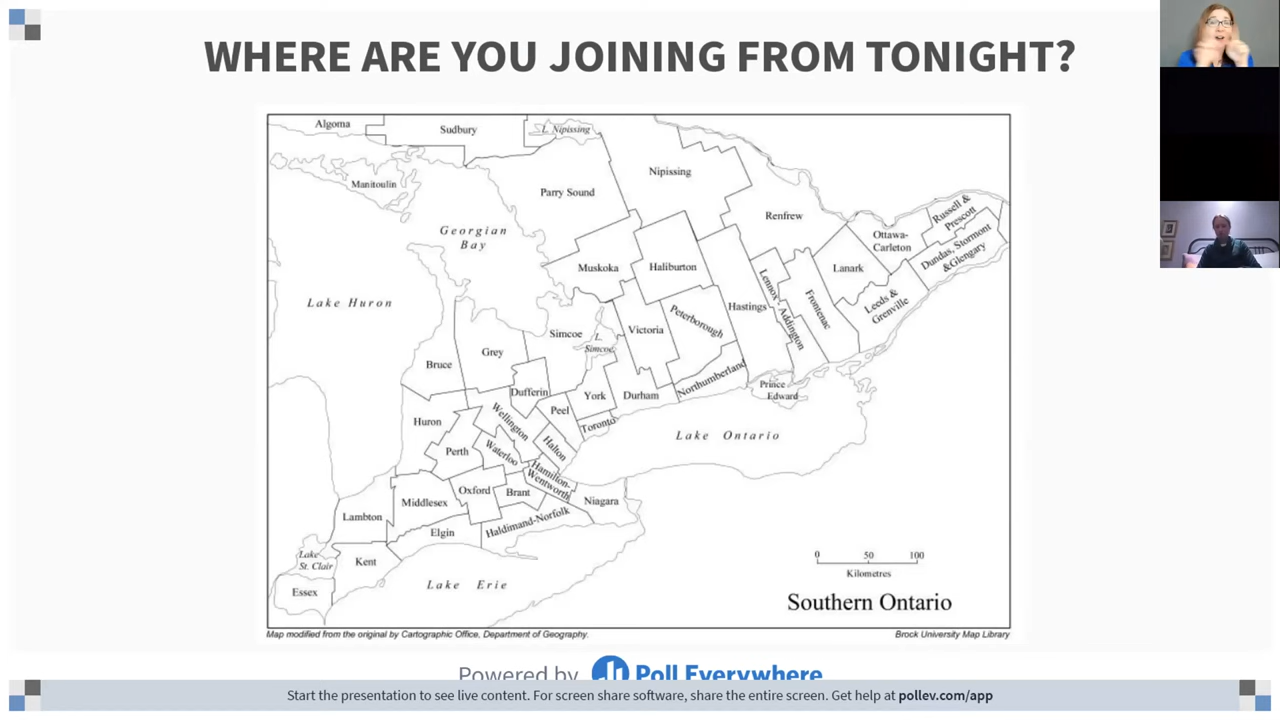 WHERE ARE YOU JOINING FROM TONIGHT?
Algoma
Sudbury
L. Nipissing
Manitoulin
Parry Sound
Nipissing
Renfrew
Russell &
Prescott
Ottawa-
Carleton
Dundas, Stormont
&Glengary
Georgian
Bay
Muskoka
Haliburton
Lanark
Leeds &
Grenville
Lake Huron
Simcoe
L.
Simcoe
Victoria
Peterborough
Hastings
Lennox - Addington
Frontenac
Bruce
Grey
Dufferin
York
Durham
Northumberland
Prince
Edward
Huron
Wellington
Peel
Toronto
Lake Ontario
Perth
Waterloo
Halton
Hamilton-
Wentworth
Middlesex
Oxford
Brant
Niagara
Lambton
Elgin
Haldimand-Norfolk
Lake
St. Clair
Kent
Essex
Lake Erie
0 50 100
Kilometres
Southern Ontario
Map modified from the original by Cartographic Office, Department of Geography.
Brock University Map Library
Powered by Poll Everywhere
Start the presentation to see live content. For screen share software, share the entire screen. Get help at pollev.com/app